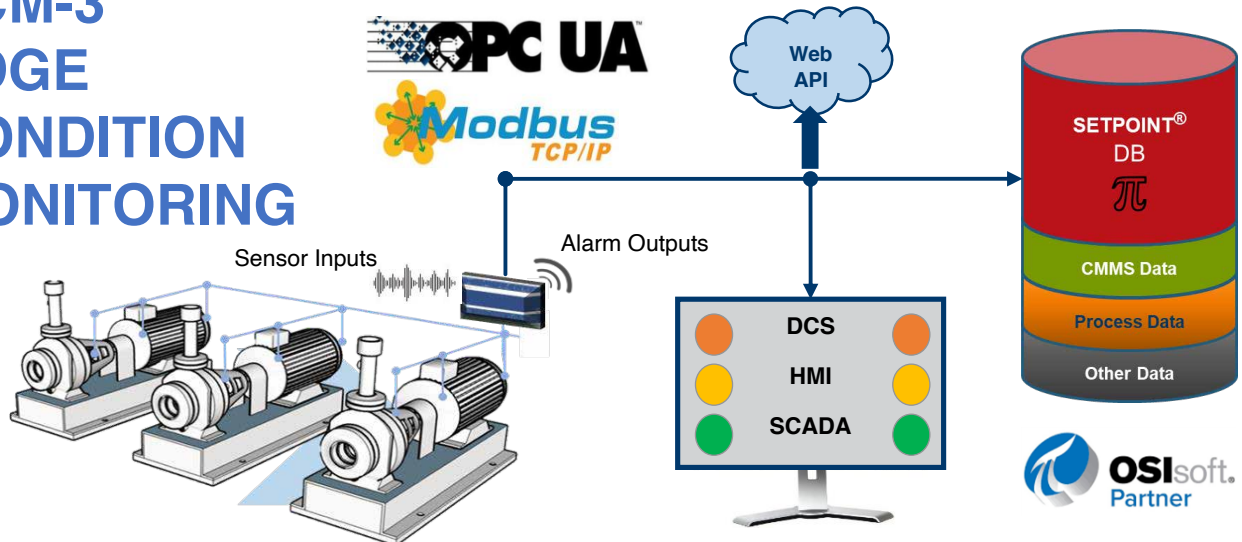 CM-3
DGE
ONDITION
ONITORING
OPC UA
Modbus
TCP/IP
Web
API
Sensor Inputs
Alarm Outputs
DCS
HMI
SCADA
SETPOINT®
DB
π
CMMS Data
Process Data
Other Data
OSIsoft.
Partner